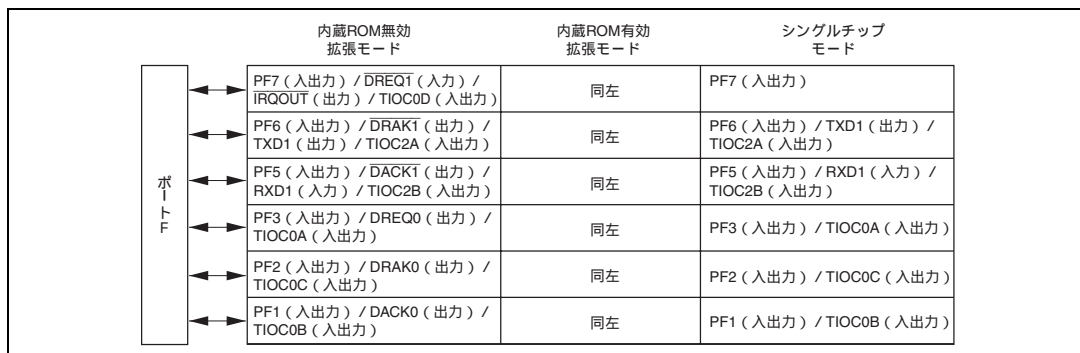 内蔵ROM無効
拡張モード
内蔵ROM有効
拡張モード
シングルチップ
モード
ポートF
PF7（入出力）/ DREQ1（入力）/
IRQOUT（出力）/ TIOC0D（入出力）
同左
PF7（入出力）
PF6（入出力）/ DRAK1（出力）/
TXD1（出力）/ TIOC2A（入出力）
同左
PF6（入出力）/ TXD1（出力）/
TIOC2A（入出力）
PF5（入出力）/ DACK1（出力）/
RXD1（入力）/ TIOC2B（入出力）
同左
PF5（入出力）/ RXD1（入力）/
TIOC2B（入出力）
PF3（入出力）/ DREQ0（出力）/
TIOC0A（入出力）
同左
PF3（入出力）/ TIOC0A（入出力）
PF2（入出力）/ DRAK0（出力）/
TIOC0C（入出力）
同左
PF2（入出力）/ TIOC0C（入出力）
PF1（入出力）/ DACK0（出力）/
TIOC0B（入出力）
同左
PF1（入出力）/ TIOC0B（入出力）